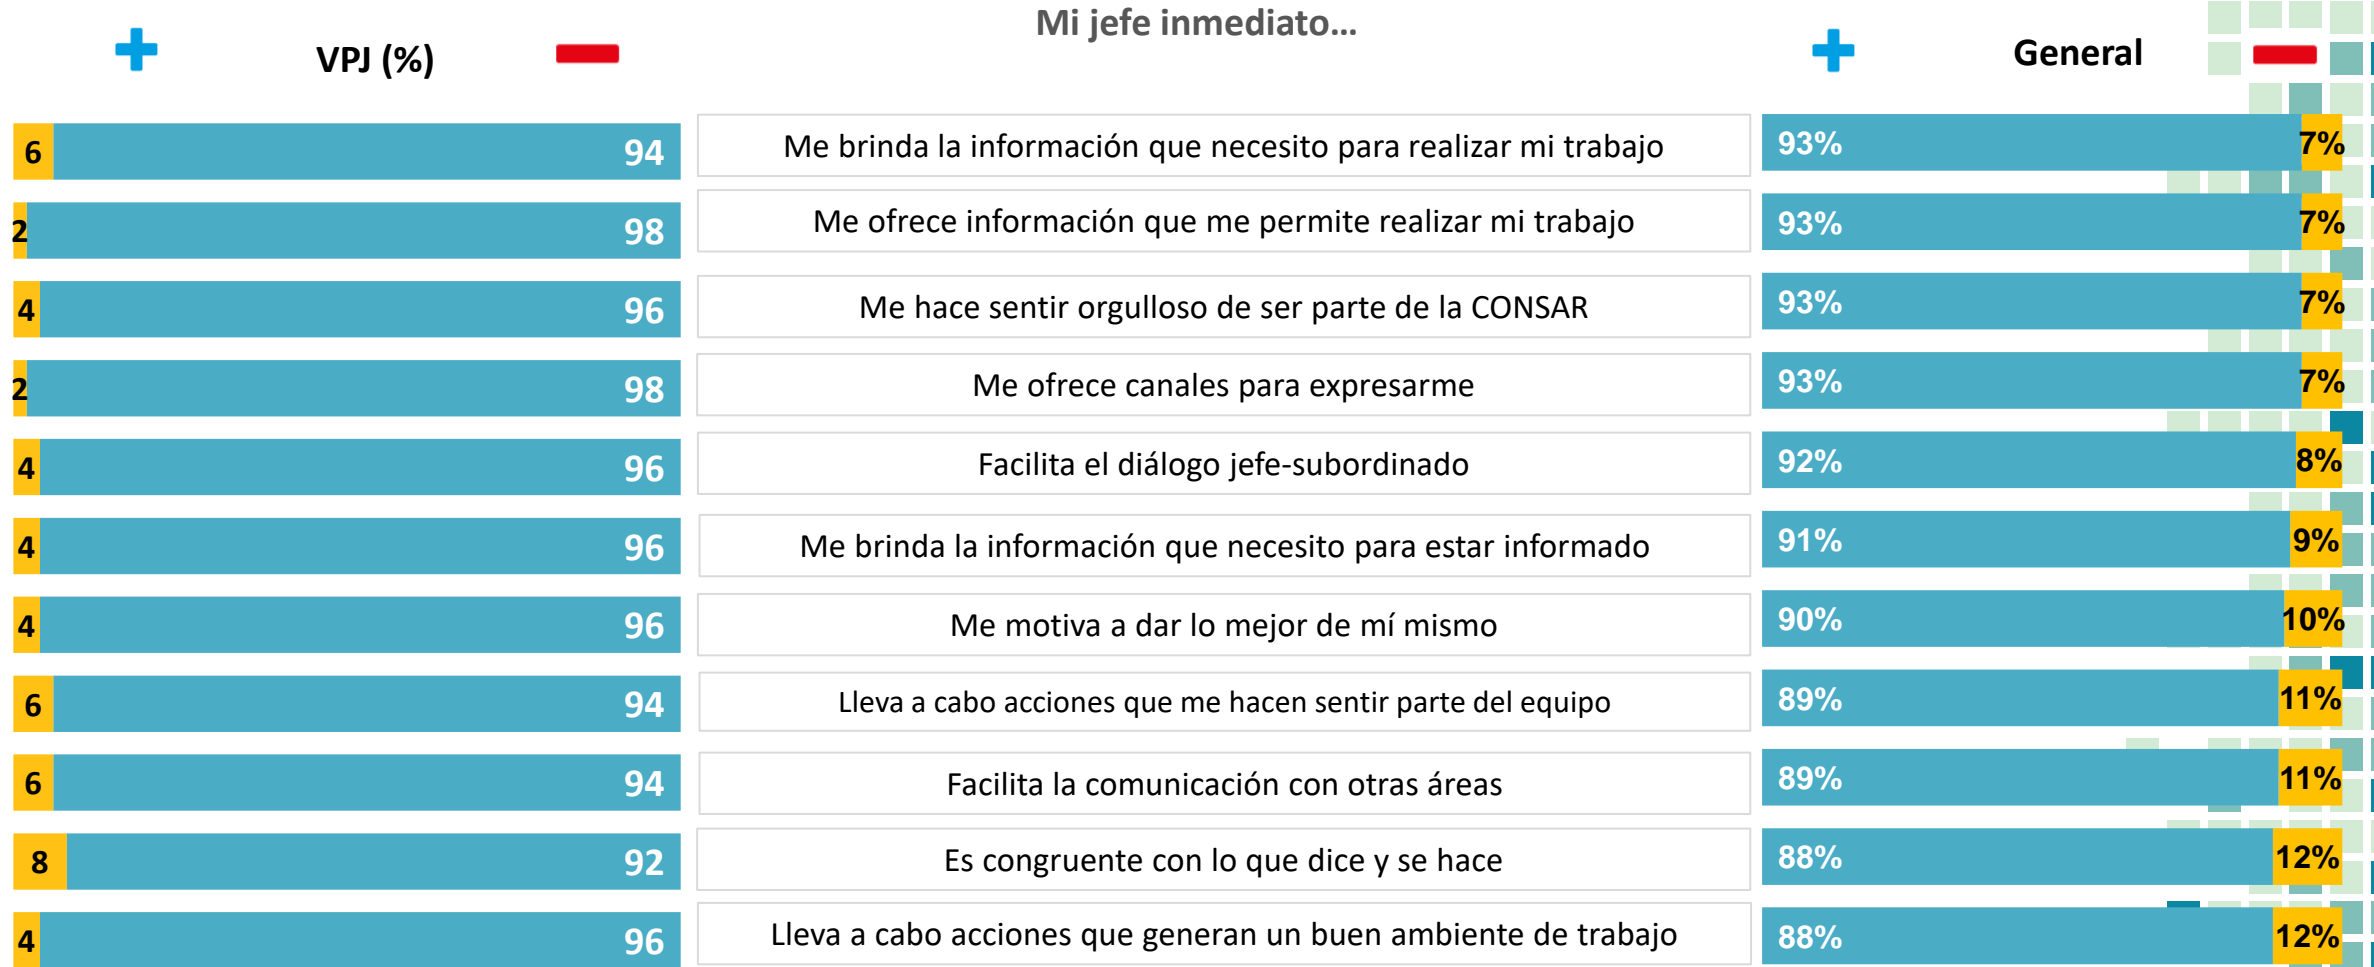 Mi jefe inmediato...
VPJ (%)
General
6 94 Me brinda la información que necesito para realizar mi trabajo 93% 7%
2 98 Me ofrece información que me permite realizar mi trabajo 93% 7%
4 96 Me hace sentir orgulloso de ser parte de la CONSAR 93% 7%
2 98 Me ofrece canales para expresarme 93% 7%
4 96 Facilita el diálogo jefe-subordinado 92% 8%
4 96 Me brinda la información que necesito para estar informado 91% 9%
4 96 Me motiva a dar lo mejor de mí mismo 90% 10%
6 94 Lleva a cabo acciones que me hacen sentir parte del equipo 89% 11%
6 94 Facilita la comunicación con otras áreas 89% 11%
8 92 Es congruente con lo que dice y se hace 88% 12%
4 96 Lleva a cabo acciones que generan un buen ambiente de trabajo 88% 12%